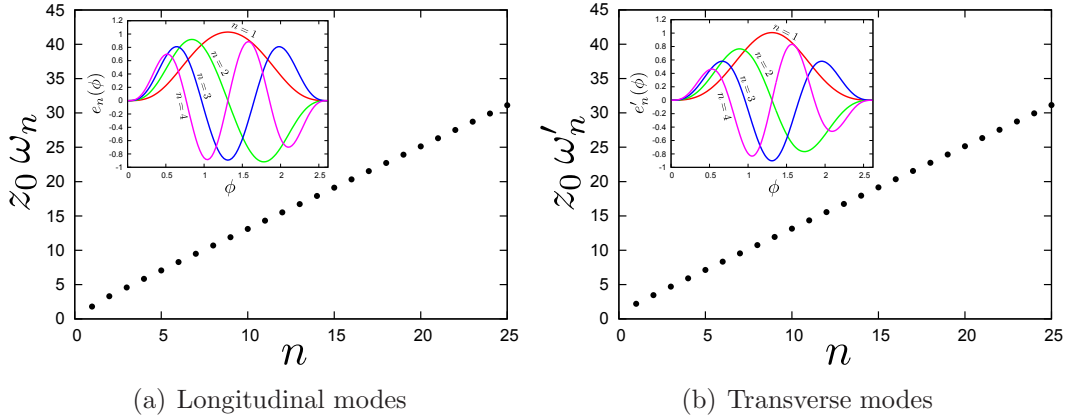 45
40
35
30
25
20
15
10
5
0
0 5 10 15 20 25
n
z₀ ωₙ
1.2
1
0.8
0.6
0.4
0.2
0
-0.2
-0.4
-0.6
-0.8
-1
0 0.5 1 1.5 2 2.5
ϕ
eₙ(ϕ)
n = 1
n = 2
n = 3
n = 4
(a) Longitudinal modes
45
40
35
30
25
20
15
10
5
0
0 5 10 15 20 25
n
z₀ ω′ₙ
1.2
1
0.8
0.6
0.4
0.2
0
-0.2
-0.4
-0.6
-0.8
-1
0 0.5 1 1.5 2 2.5
ϕ
e′ₙ(ϕ)
n = 1
n = 2
n = 3
n = 4
(b) Transverse modes